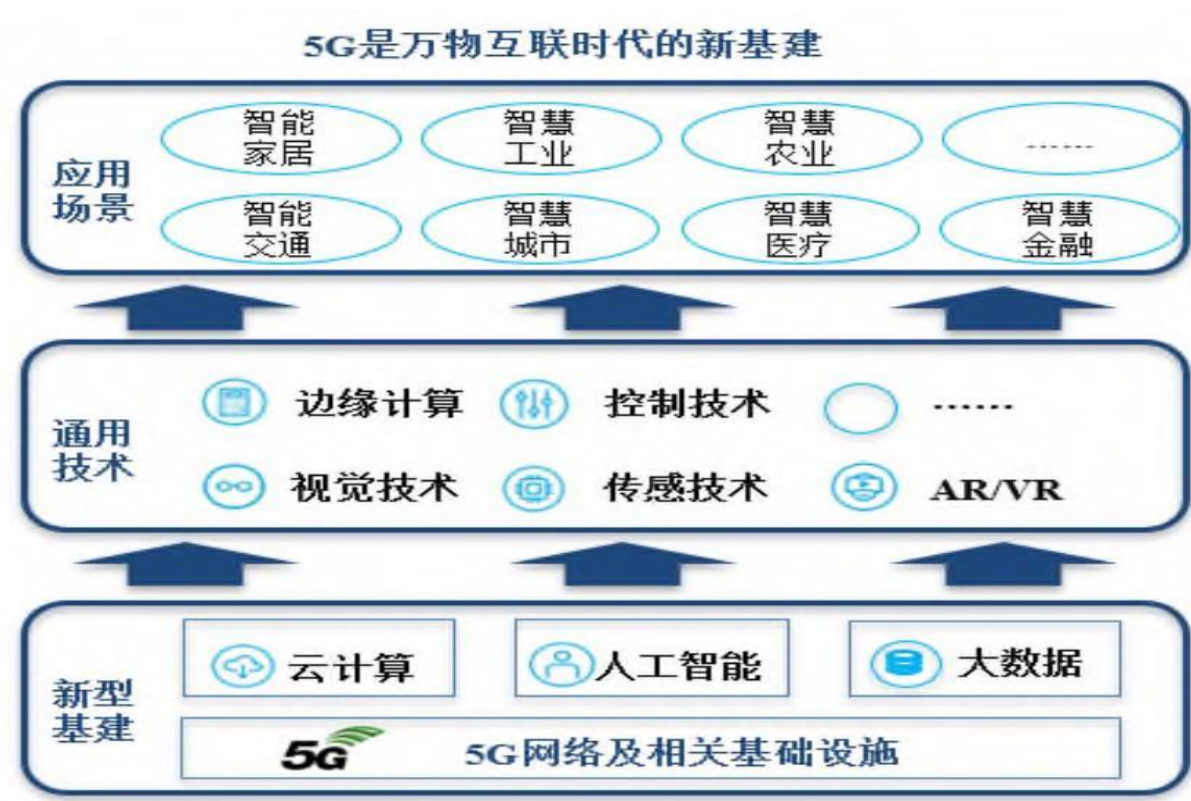 5G是万物互联时代的新基建
应用
场景
智能
家居
智慧
工业
智慧
农业
......
智能
交通
智慧
城市
智慧
医疗
智慧
金融
通用
技术
边缘计算
控制技术
......
视觉技术
传感技术
AR/VR
新型
基建
云计算
人工智能
大数据
5G
5G网络及相关基础设施